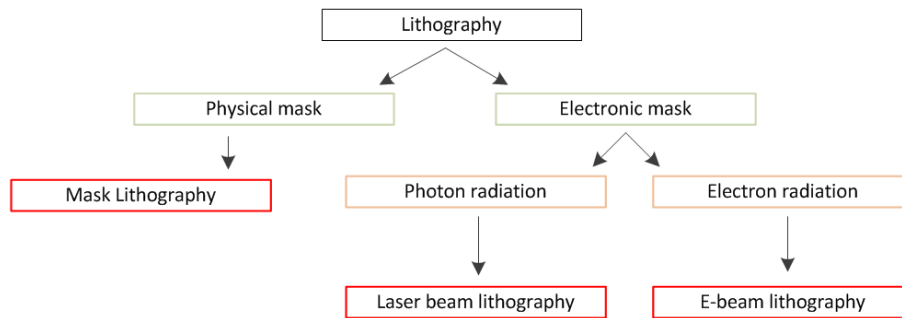 Lithography
Physical mask
Electronic mask
Mask Lithography
Photon radiation
Electron radiation
Laser beam lithography
E-beam lithography